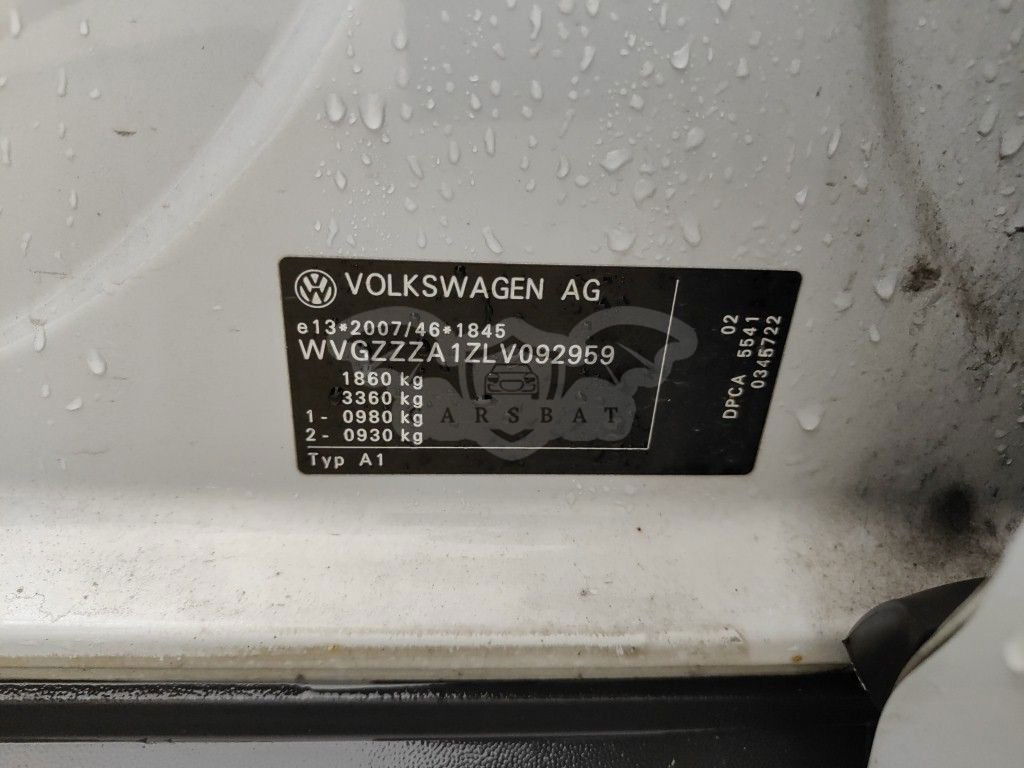 VOLKSWAGEN AG
e13*2007/46*1845
WVGZZZA1ZLV092959
1860 kg
3360 kg
1- 0980 kg
2- 0930 kg
Typ A1
ARSBAT
02
DPCA 5541
0345722